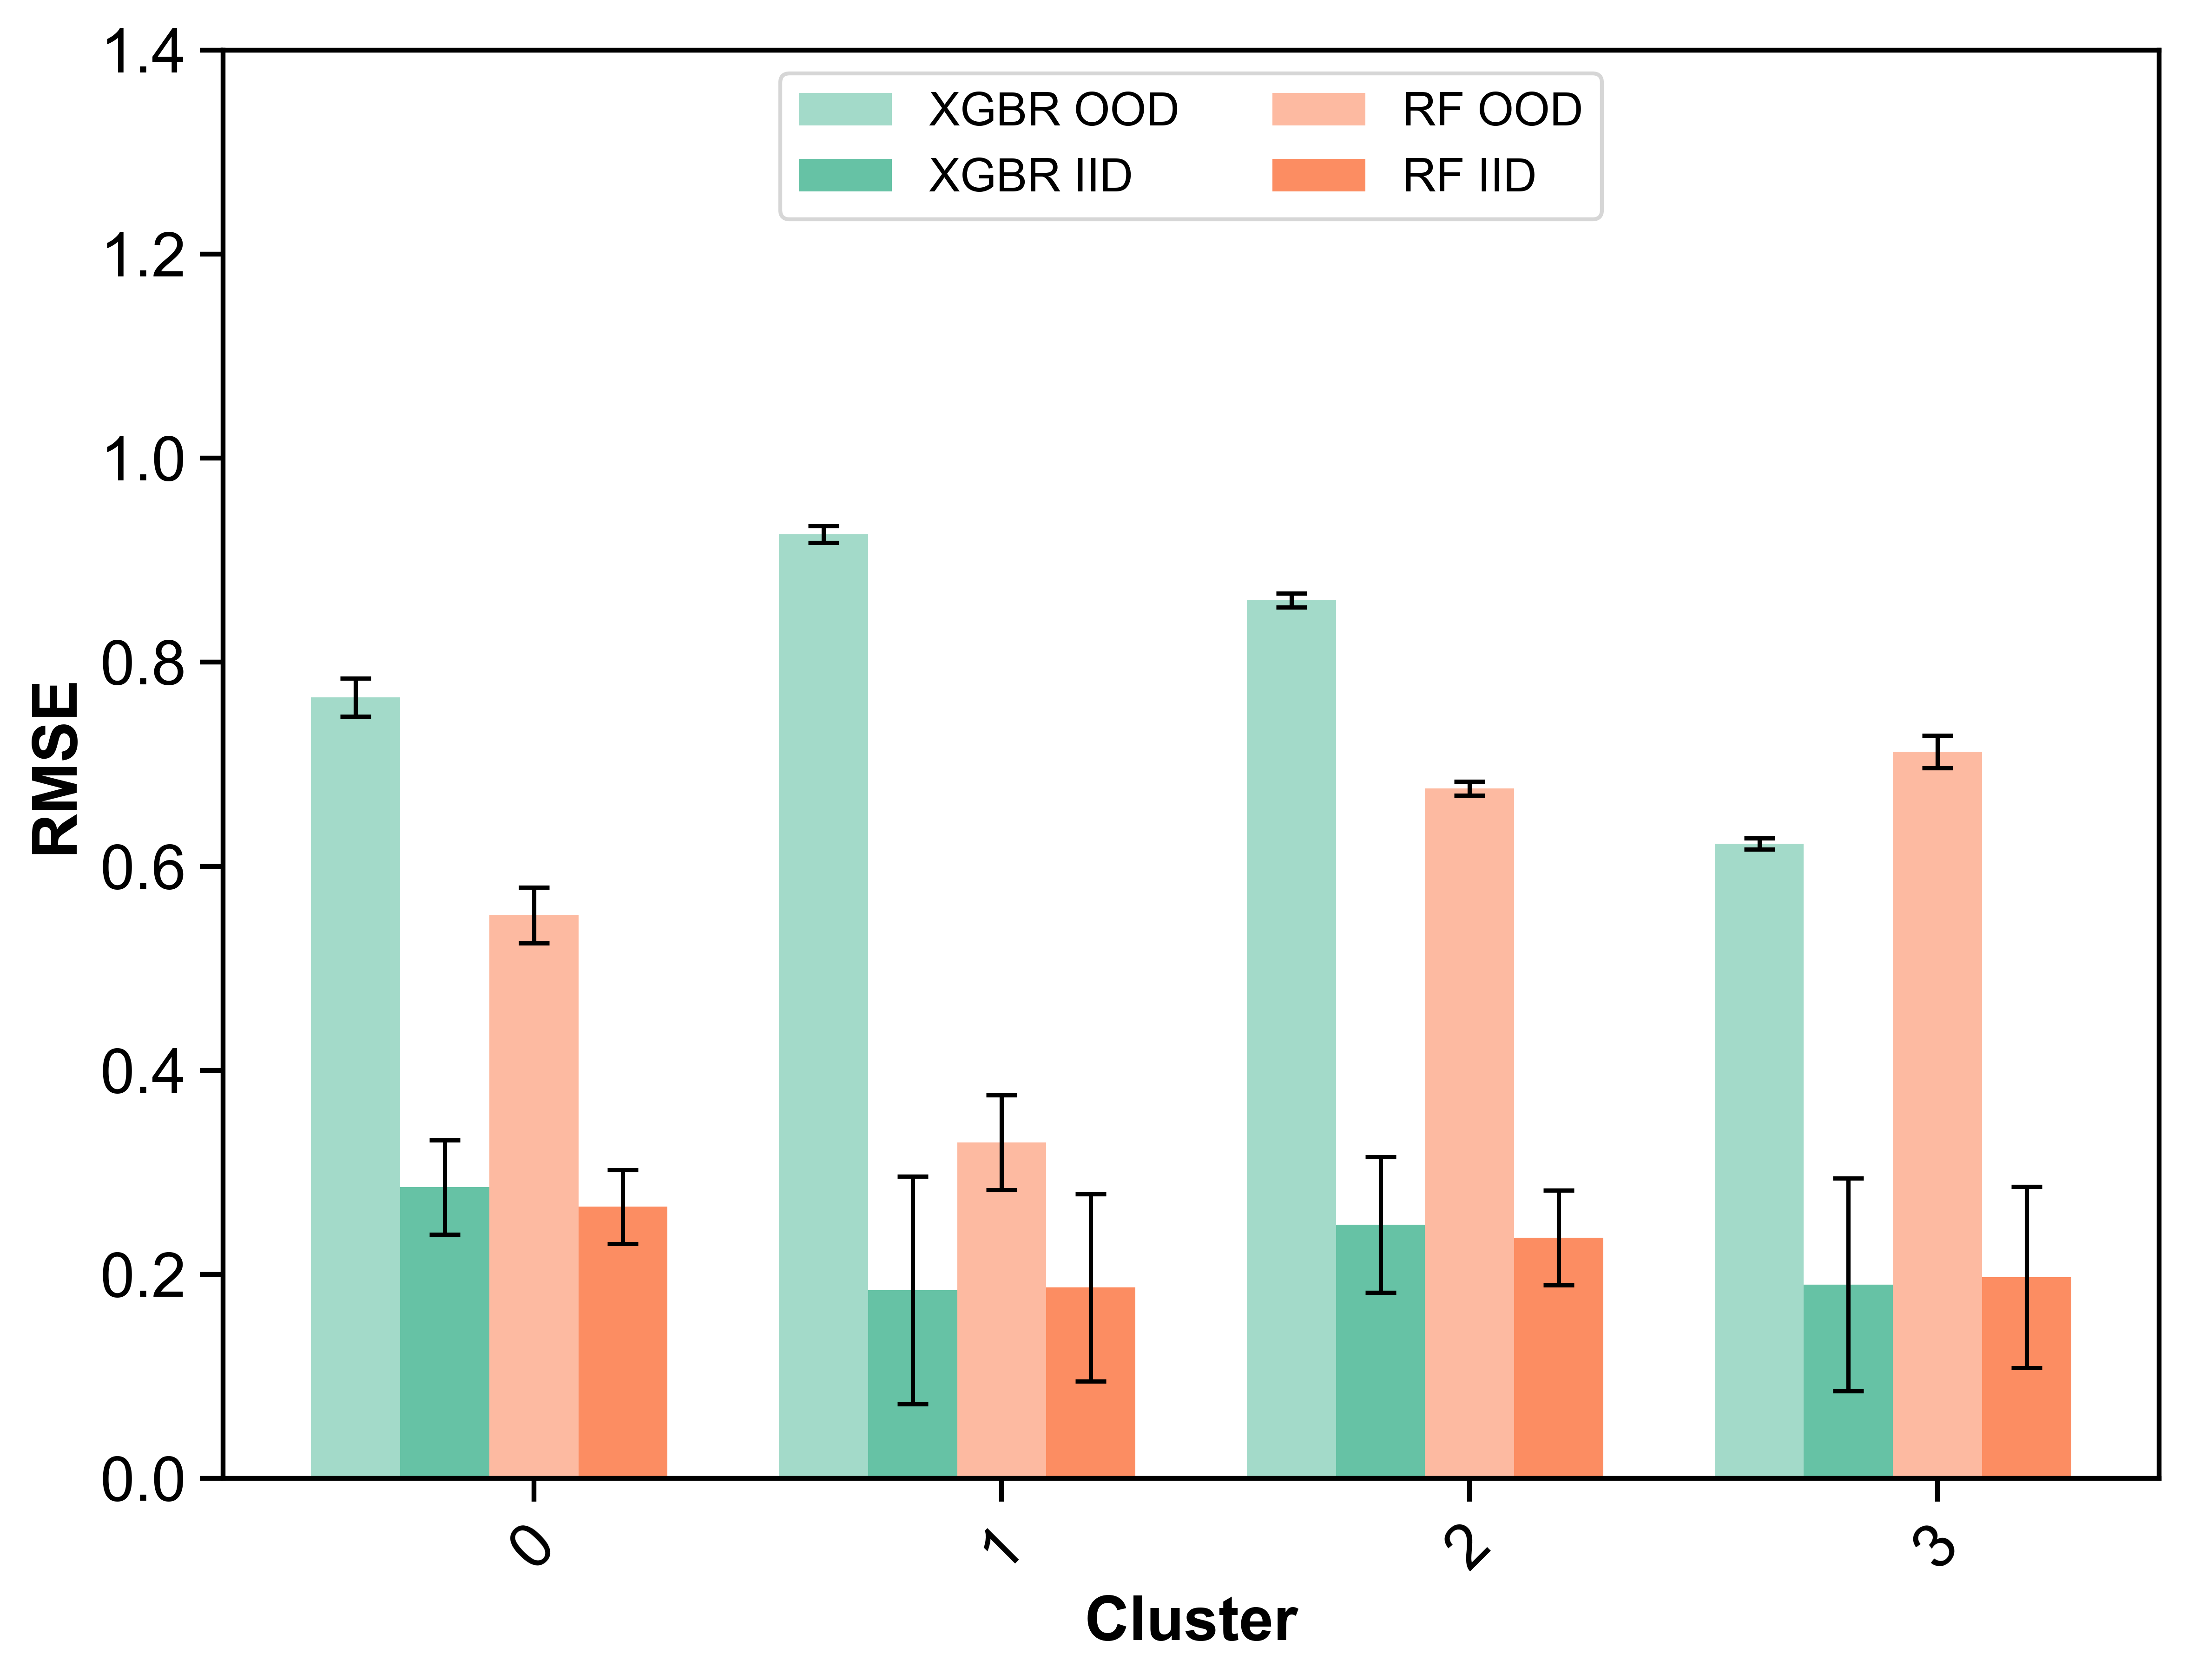 1.4
1.2
1.0
0.8
0.6
0.4
0.2
0.0
RMSE
XGBR OOD
XGBR IID
RF OOD
RF IID
0
1
2
3
Cluster